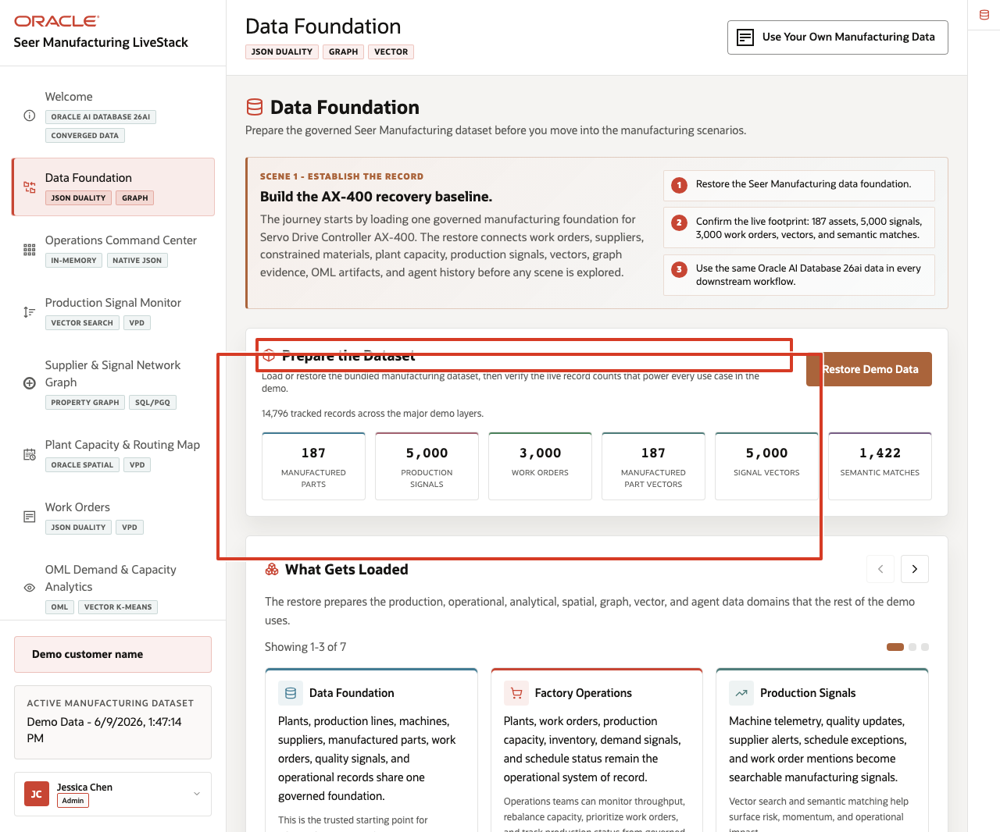 ORACLE
Seer Manufacturing LiveStack
Welcome
ORACLE AI DATABASE 26AI
CONVERGED DATA
Data Foundation
JSON DUALITY GRAPH
Operations Command Center
IN-MEMORY NATIVE JSON
Production Signal Monitor
VECTOR SEARCH VPD
Supplier & Signal Network
Graph
PROPERTY GRAPH SQL/PGQ
Plant Capacity & Routing Map
ORACLE SPATIAL VPD
Work Orders
JSON DUALITY VPD
OML Demand & Capacity
Analytics
OML VECTOR K-MEANS
Demo customer name
ACTIVE MANUFACTURING DATASET
Demo Data - 6/9/2026, 1:47:14
PM
JC
Jessica Chen
Admin
Data Foundation
JSON DUALITY GRAPH VECTOR
Use Your Own Manufacturing Data
Data Foundation
Prepare the governed Seer Manufacturing dataset before you move into the manufacturing scenarios.
SCENE 1 - ESTABLISH THE RECORD
Build the AX-400 recovery baseline.
The journey starts by loading one governed manufacturing foundation for
Servo Drive Controller AX-400. The restore connects work orders, suppliers,
constrained materials, plant capacity, production signals, vectors, graph
evidence, OML artifacts, and agent history before any scene is explored.
1 Restore the Seer Manufacturing data foundation.
2 Confirm the live footprint: 187 assets, 5,000 signals,
3,000 work orders, vectors, and semantic matches.
3 Use the same Oracle AI Database 26ai data in every
downstream workflow.
Prepare the Dataset
Load or restore the bundled manufacturing dataset, then verify the live record counts that power every use case in the
demo.
Restore Demo Data
14,796 tracked records across the major demo layers.
187
MANUFACTURED
PARTS
5,000
PRODUCTION
SIGNALS
3,000
WORK ORDERS
187
MANUFACTURED
PART VECTORS
5,000
SIGNAL VECTORS
1,422
SEMANTIC MATCHES
What Gets Loaded
The restore prepares the production, operational, analytical, spatial, graph, vector, and agent data domains that the rest of the demo
uses.
Showing 1-3 of 7
Data Foundation
Plants, production lines, machines,
suppliers, manufactured parts, work
orders, quality signals, and
operational records share one
governed foundation.
This is the trusted starting point for
Factory Operations
Plants, work orders, production
capacity, inventory, demand signals,
and schedule status remain the
operational system of record.
Operations teams can monitor throughput,
rebalance capacity, prioritize work orders,
and track production status from governed
Production Signals
Machine telemetry, quality updates,
supplier alerts, schedule exceptions,
and work order mentions become
searchable manufacturing signals.
Vector search and semantic matching help
surface risk, momentum, and operational
impact.